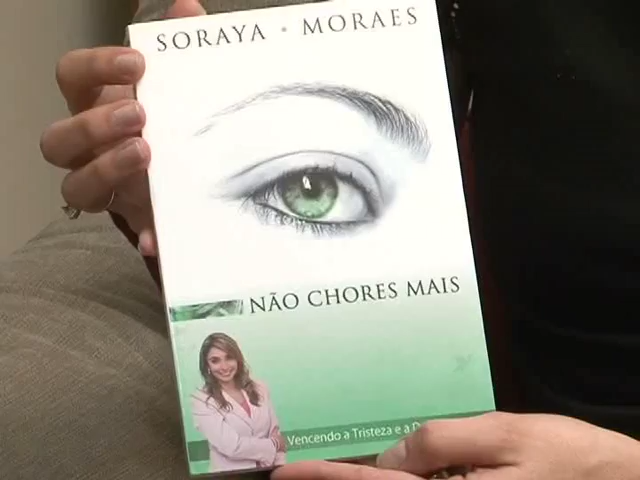 SORAYA • MORAES
NÃO CHORES MAIS
Vencendo a Tristeza e a